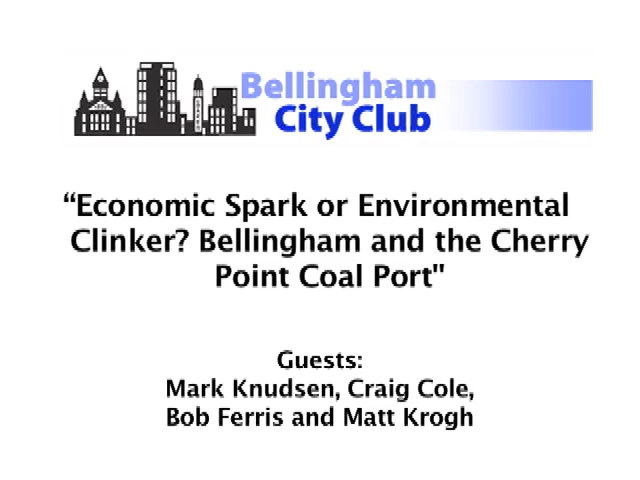 Bellingham
City Club
“Economic Spark or Environmental
Clinker? Bellingham and the Cherry
Point Coal Port"
Guests:
Mark Knudsen, Craig Cole,
Bob Ferris and Matt Krogh